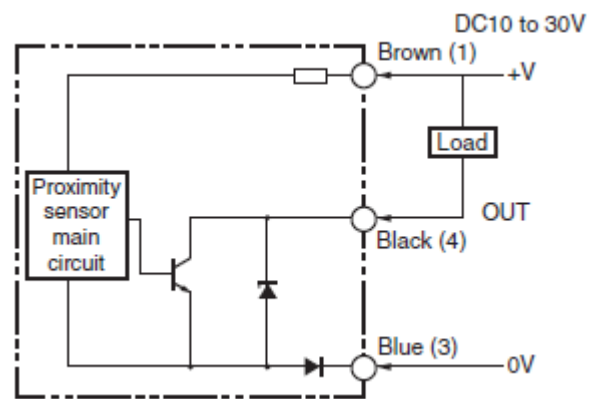 DC10 to 30V
Brown (1)
+V
Load
Proximity
sensor
main
circuit
OUT
Black (4)
Blue (3)
0V